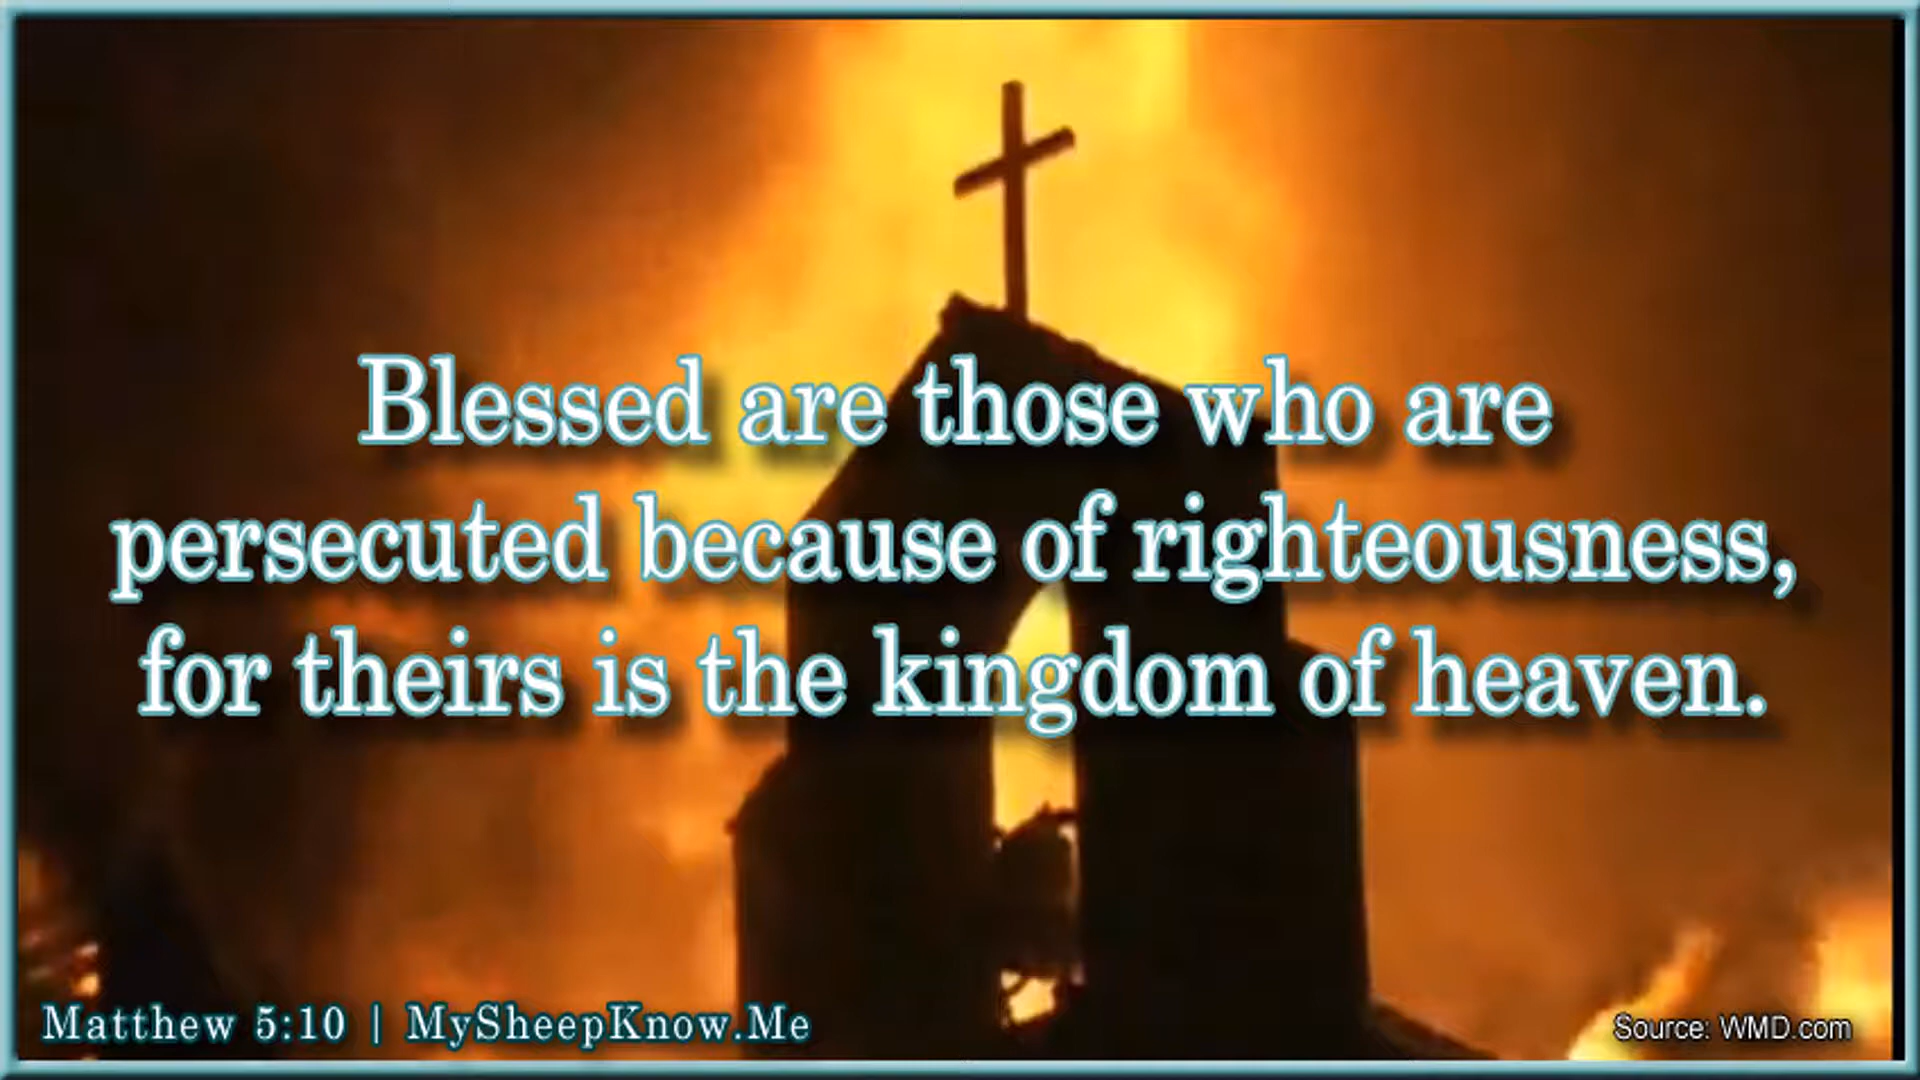 Blessed are those who are
persecuted because of righteousness,
for theirs is the kingdom of heaven.
Matthew 5:10 | MySheepKnow.Me
Source: WMD.com